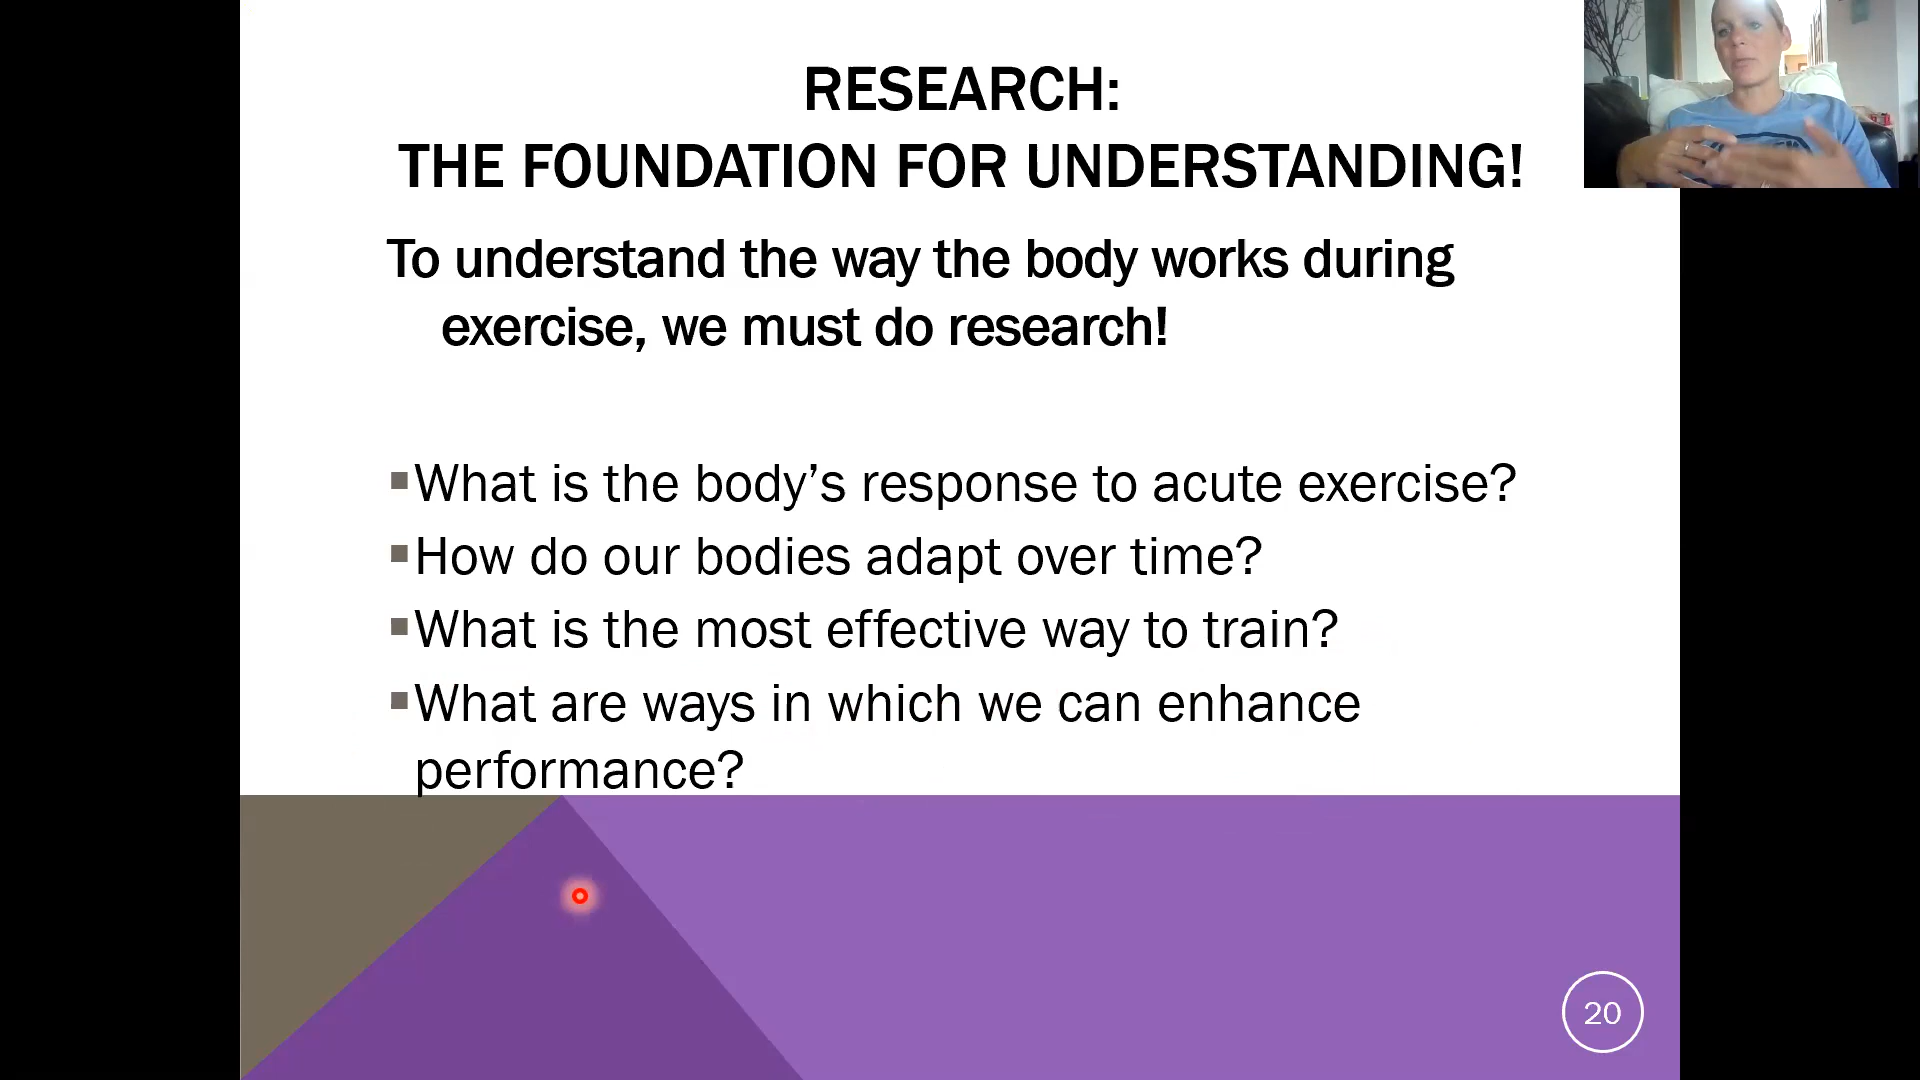 RESEARCH:
THE FOUNDATION FOR UNDERSTANDING!
To understand the way the body works during
exercise, we must do research!
What is the body’s response to acute exercise?
How do our bodies adapt over time?
What is the most effective way to train?
What are ways in which we can enhance
performance?
20